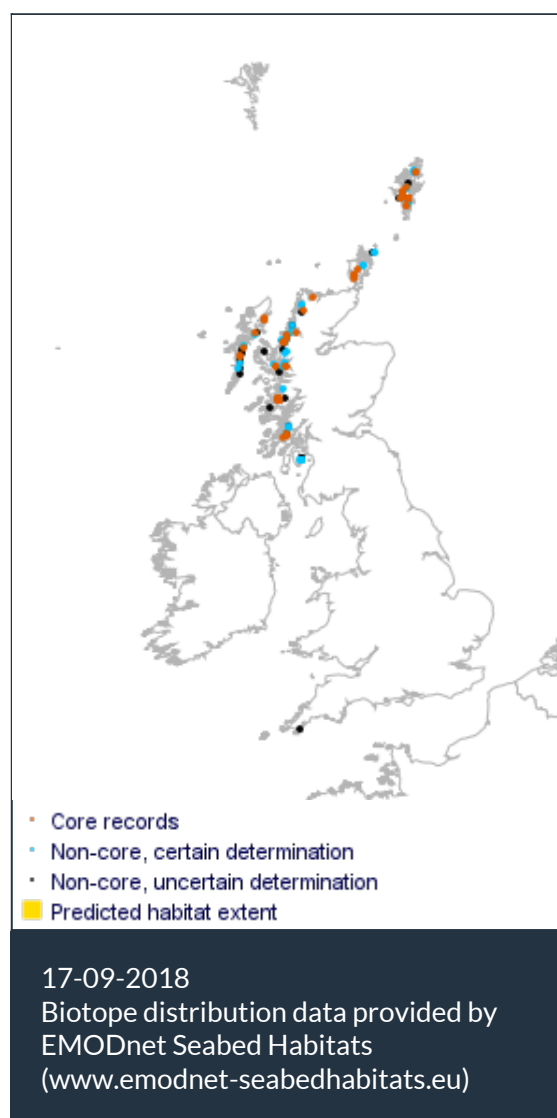 Core records
Non-core, certain determination
Non-core, uncertain determination
Predicted habitat extent
17-09-2018
Biotope distribution data provided by
EMODnet Seabed Habitats
(www.emodnet-seabedhabitats.eu)